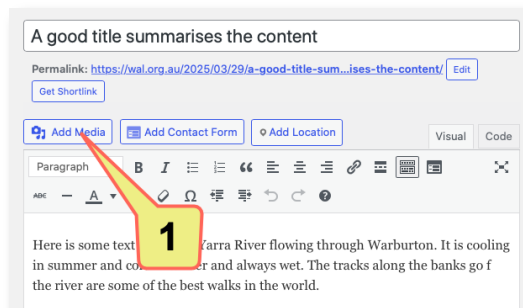 A good title summarises the content
Permalink: https://wal.org.au/2025/03/29/a-good-title-sum...ises-the-content/ Edit
Get Shortlink
Add Media Add Contact Form Add Location
Visual Code
Paragraph B I
ABC A Ω
1
Here is some text Yarra River flowing through Warburton. It is cooling
in summer and and always wet. The tracks along the banks go f
the river are some of the best walks in the world.